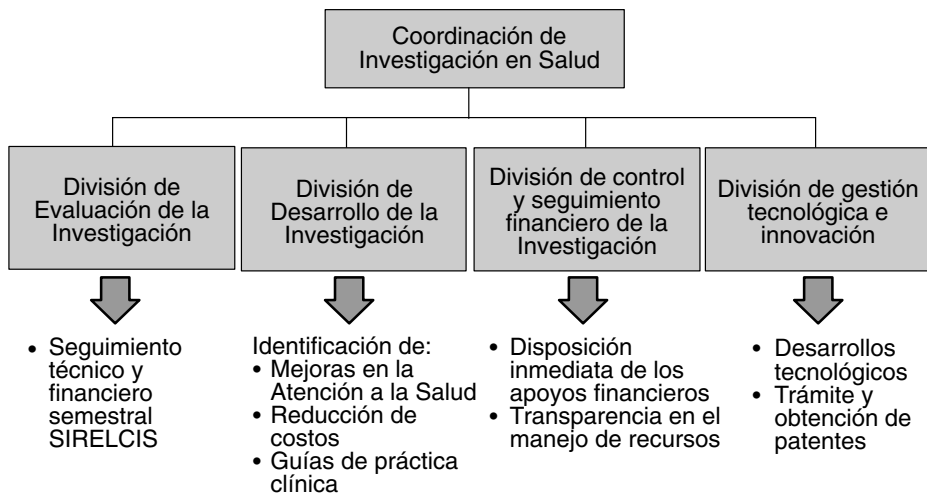 Coordinación de
Investigación en Salud
División de
Evaluación de la
Investigación
División de
Desarrollo de la
Investigación
División de control
y seguimiento
financiero de la
Investigación
División de gestión
tecnológica e
innovación
• Seguimiento
técnico y
financiero
semestral
SIRELCIS
Identificación de:
• Mejoras en la
Atención a la Salud
• Reducción de
costos
• Guías de práctica
clínica
• Disposición
inmediata de los
apoyos financieros
• Transparencia en el
manejo de recursos
• Desarrollos
tecnológicos
• Trámite y
obtención de
patentes